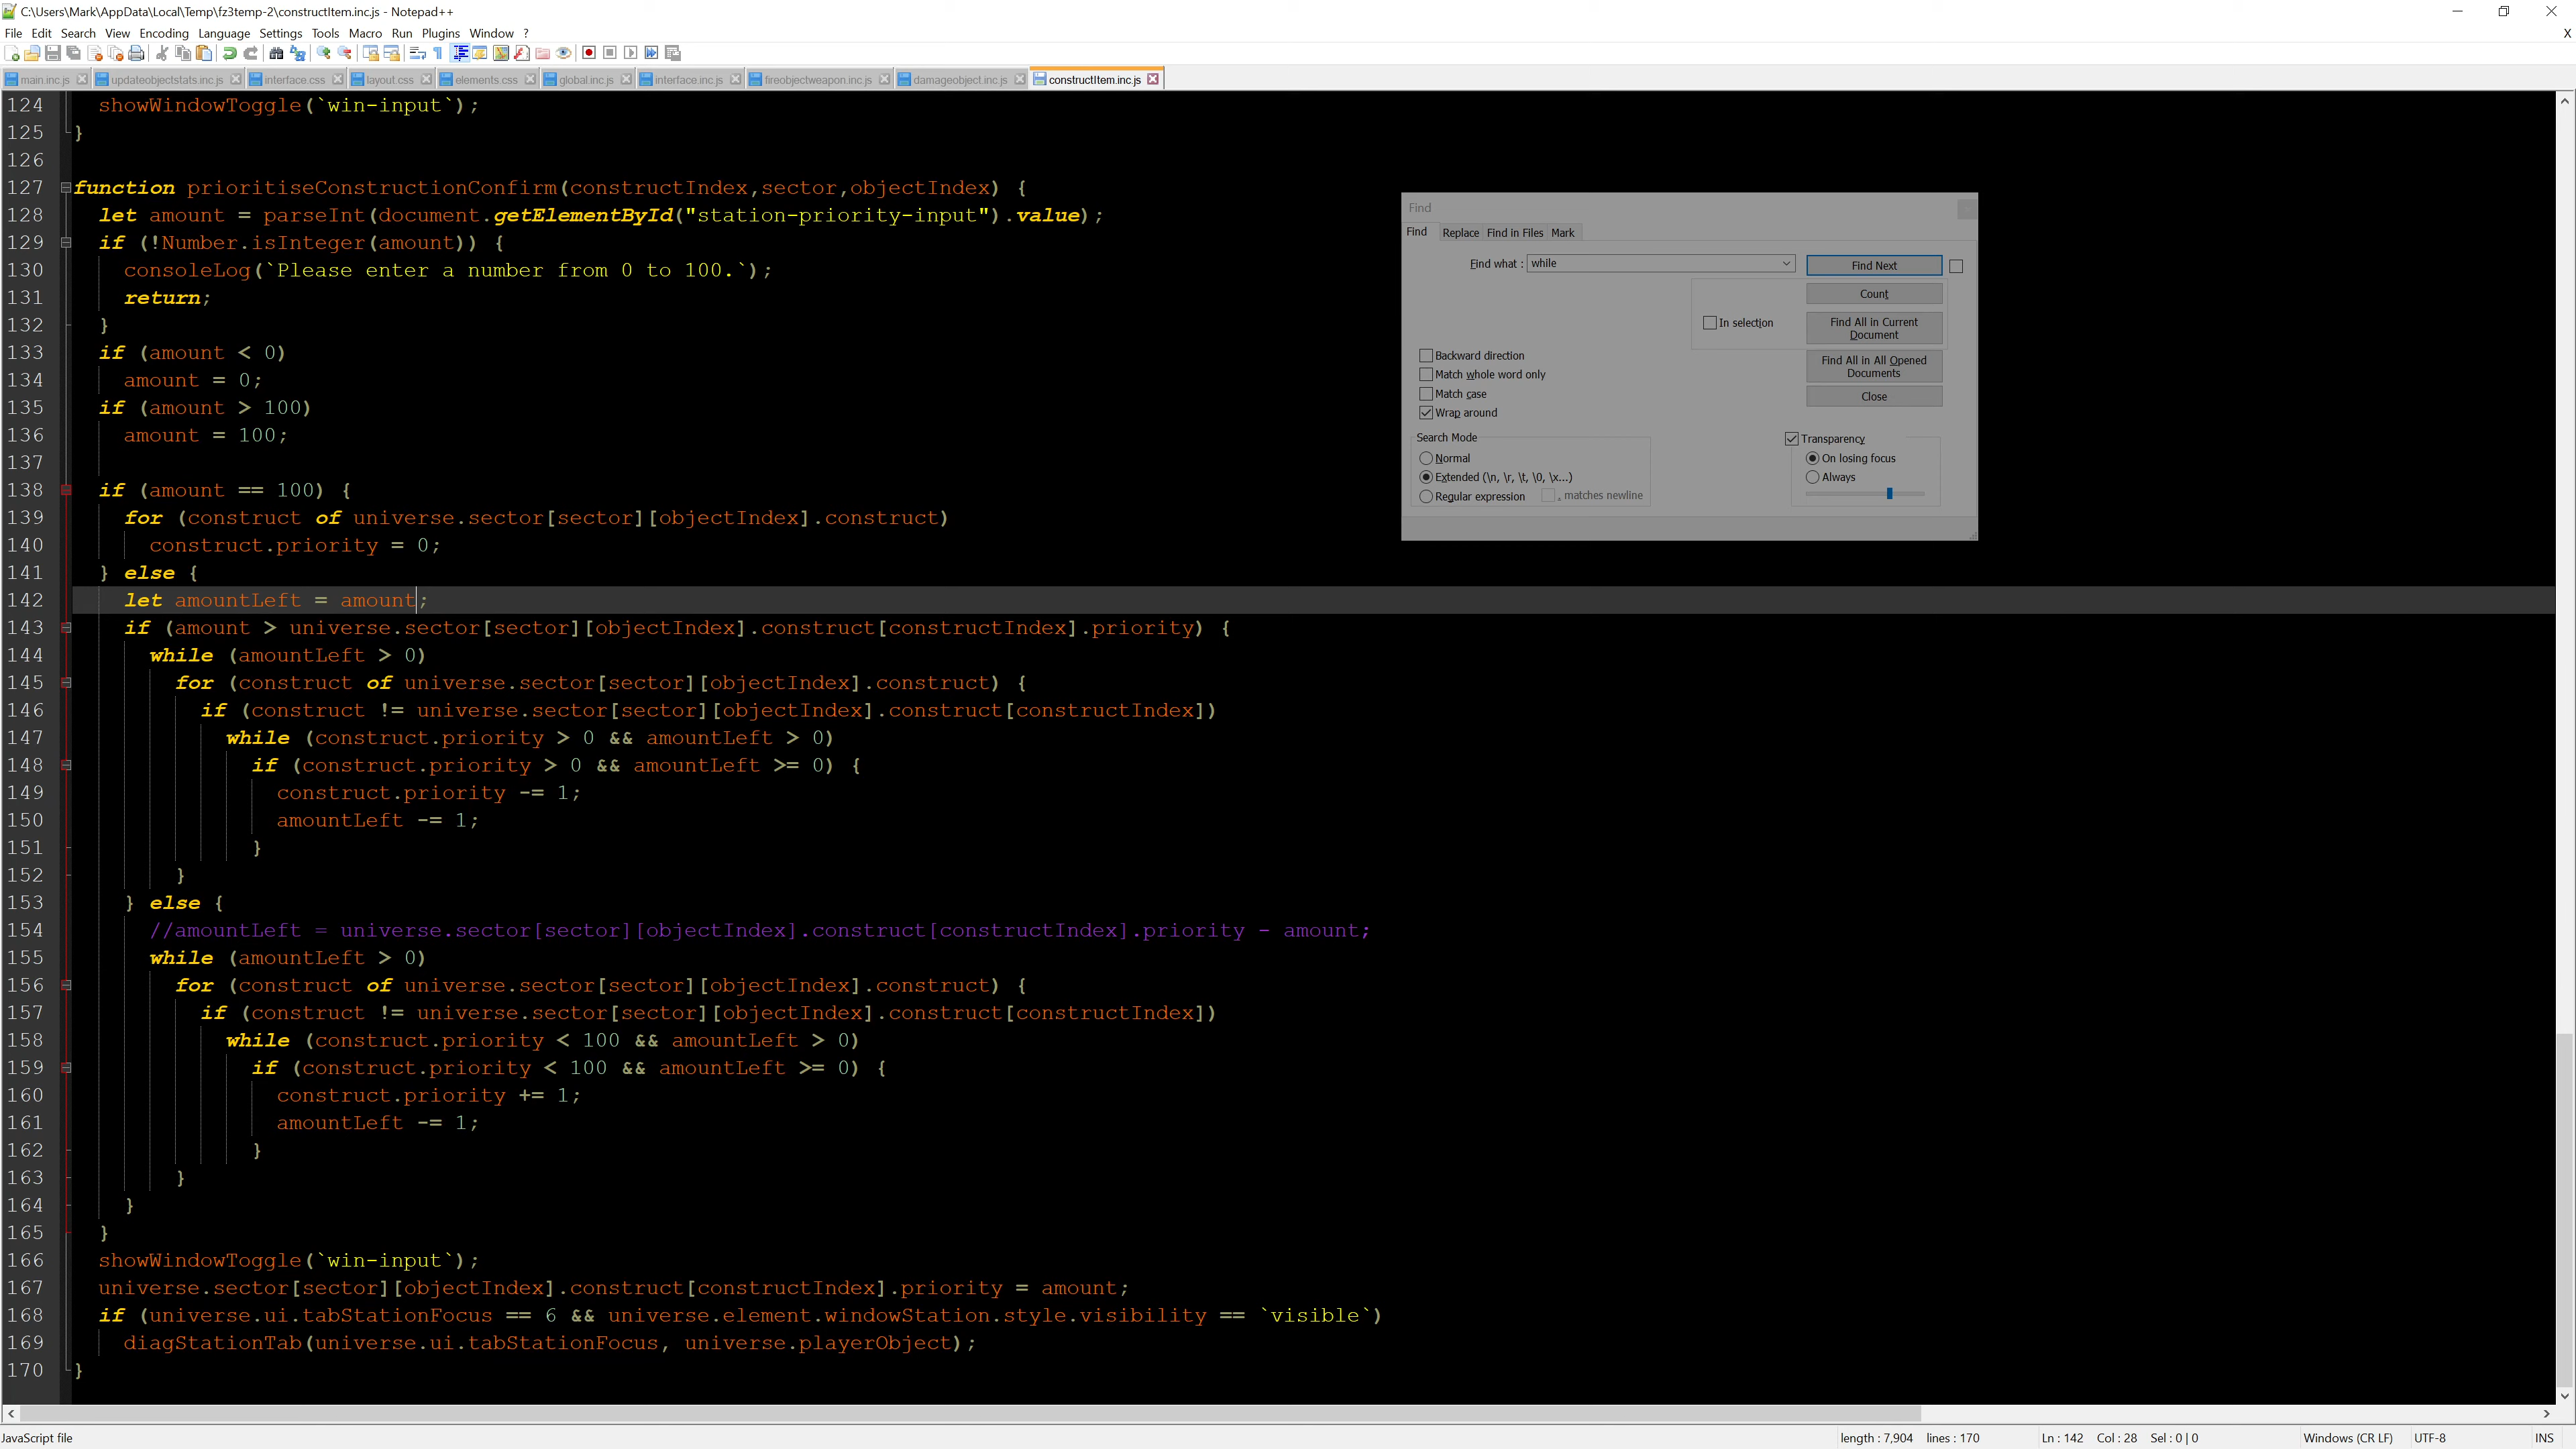 C:\Users\Mark\AppData\Local\Temp\fz3temp-2\constructItem.inc.js - Notepad++
File Edit Search View Encoding Language Settings Tools Macro Run Plugins Window ? X
main.inc.js updateobjectstats.inc.js interface.css layout.css elements.css global.inc.js interface.inc.js fireobjectweapon.inc.js damageobject.inc.js constructItem.inc.js
124 showWindowToggle(`win-input`);
125 }
126
127 function prioritiseConstructionConfirm(constructIndex,sector,objectIndex) {
128 let amount = parseInt(document.getElementById("station-priority-input").value);
129 if (!Number.isInteger(amount)) {
130 consoleLog(`Please enter a number from 0 to 100.`);
131 return;
132 }
133 if (amount < 0)
134 amount = 0;
135 if (amount > 100)
136 amount = 100;
137
138 if (amount == 100) {
139 for (construct of universe.sector[sector][objectIndex].construct)
140 construct.priority = 0;
141 } else {
142 let amountLeft = amount;
143 if (amount > universe.sector[sector][objectIndex].construct[constructIndex].priority) {
144 while (amountLeft > 0)
145 for (construct of universe.sector[sector][objectIndex].construct) {
146 if (construct != universe.sector[sector][objectIndex].construct[constructIndex])
147 while (construct.priority > 0 && amountLeft > 0)
148 if (construct.priority > 0 && amountLeft >= 0) {
149 construct.priority -= 1;
150 amountLeft -= 1;
151 }
152 }
153 } else {
154 //amountLeft = universe.sector[sector][objectIndex].construct[constructIndex].priority - amount;
155 while (amountLeft > 0)
156 for (construct of universe.sector[sector][objectIndex].construct) {
157 if (construct != universe.sector[sector][objectIndex].construct[constructIndex])
158 while (construct.priority < 100 && amountLeft > 0)
159 if (construct.priority < 100 && amountLeft >= 0) {
160 construct.priority += 1;
161 amountLeft -= 1;
162 }
163 }
164 }
165 }
166 showWindowToggle(`win-input`);
167 universe.sector[sector][objectIndex].construct[constructIndex].priority = amount;
168 if (universe.ui.tabStationFocus == 6 && universe.element.windowStation.style.visibility == `visible`)
169 diagStationTab(universe.ui.tabStationFocus, universe.playerObject);
170 }
Find
Find Replace Find in Files Mark
Find what : while Find Next
Count
In selection Find All in Current Document
Backward direction Find All in All Opened Documents
Match whole word only
Match case Close
Wrap around
Search Mode Transparency
Normal On losing focus
Extended (\n, \r, \t, \0, \x...) Always
Regular expression . matches newline
JavaScript file length : 7,904 lines : 170 Ln : 142 Col : 28 Sel : 0 | 0 Windows (CR LF) UTF-8 INS